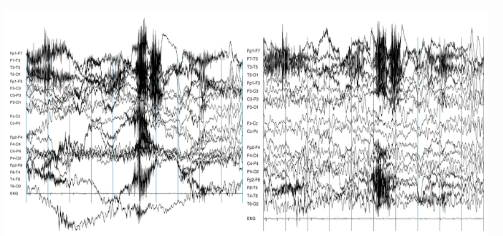 Fp1-F7
F7-T3
T3-T5
T5-O1
Fp1-F3
F3-C3
C3-P3
P3-O1
Fz-Cz
Cz-Pz
Fp2-F4
F4-C4
C4-P4
P4-O2
Fp2-F8
F8-T4
T4-T6
T6-O2
EKG
Fp1-F7
F7-T3
T3-T5
T5-O1
Fp1-F3
F3-C3
C3-P3
P3-O1
Fz-Cz
Cz-Pz
Fp2-F4
F4-C4
C4-P4
P4-O2
Fp2-F8
F8-T4
T4-T6
T6-O2
EKG